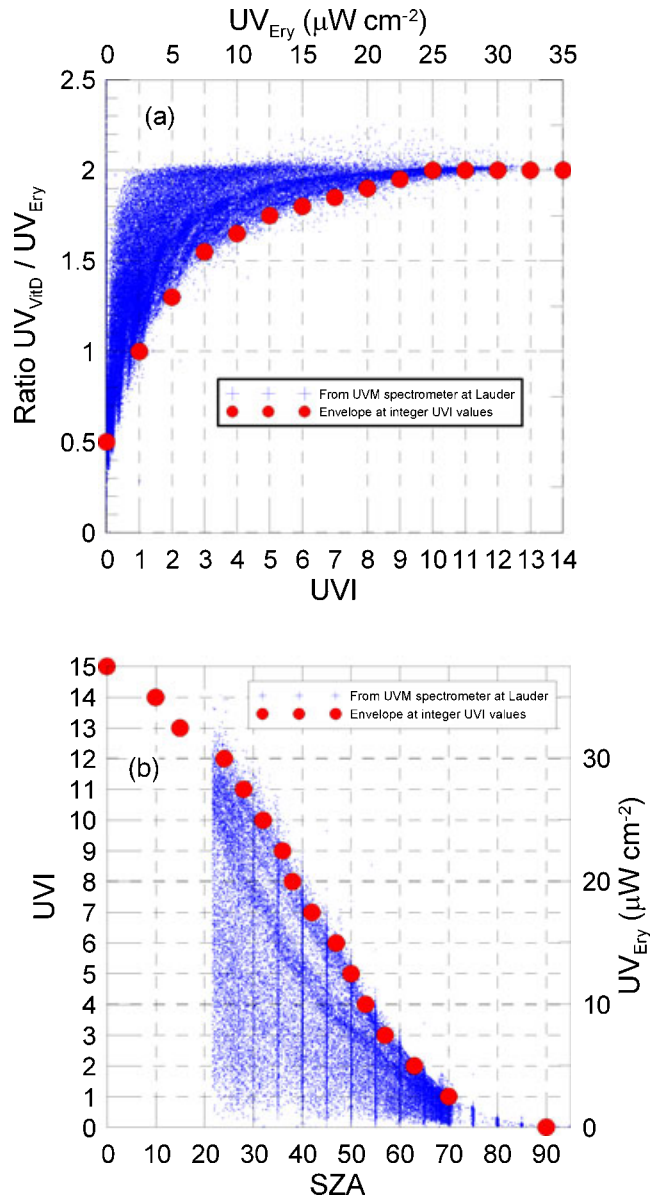 UV_Ery (μW cm⁻²)
0 5 10 15 20 25 30 35
2.5
(a)
2
1.5
1
0.5
0
Ratio UV_VitD / UV_Ery
From UVM spectrometer at Lauder
Envelope at integer UVI values
0 1 2 3 4 5 6 7 8 9 10 11 12 13 14
UVI
15
14
13
12
11
10
9
8
7
6
5
4
3
2
1
0
UVI
From UVM spectrometer at Lauder
Envelope at integer UVI values
(b)
30
20
10
0
UV_Ery (μW cm⁻²)
0 10 20 30 40 50 60 70 80 90
SZA